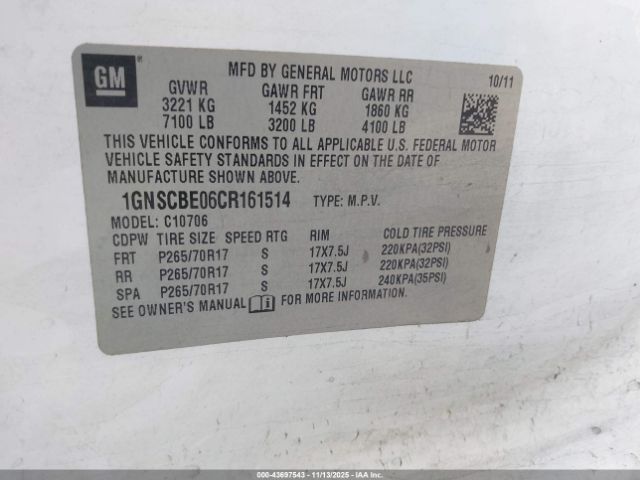 GM
MFD BY GENERAL MOTORS LLC
10/11
GVWR GAWR FRT GAWR RR
3221 KG 1452 KG 1860 KG
7100 LB 3200 LB 4100 LB
THIS VEHICLE CONFORMS TO ALL APPLICABLE U.S. FEDERAL MOTOR
VEHICLE SAFETY STANDARDS IN EFFECT ON THE DATE OF
MANUFACTURE SHOWN ABOVE.
1GNSCBE06CR161514 TYPE: M.P.V.
MODEL: C10706
CDPW TIRE SIZE SPEED RTG RIM COLD TIRE PRESSURE
FRT P265/70R17 S 17X7.5J 220KPA(32PSI)
RR P265/70R17 S 17X7.5J 220KPA(32PSI)
SPA P265/70R17 S 17X7.5J 240KPA(35PSI)
SEE OWNER'S MANUAL FOR MORE INFORMATION.
000-43697543 - 11/13/2025 - IAAI.COM